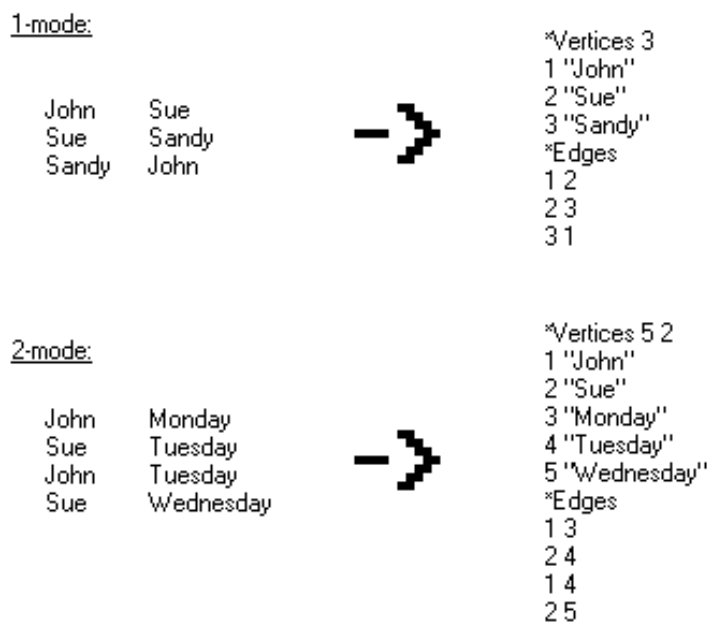 1-mode:
John Sue
Sue Sandy
Sandy John
*Vertices 3
1 "John"
2 "Sue"
3 "Sandy"
*Edges
1 2
2 3
3 1
2-mode:
John Monday
Sue Tuesday
John Tuesday
Sue Wednesday
*Vertices 5 2
1 "John"
2 "Sue"
3 "Monday"
4 "Tuesday"
5 "Wednesday"
*Edges
1 3
2 4
1 4
2 5